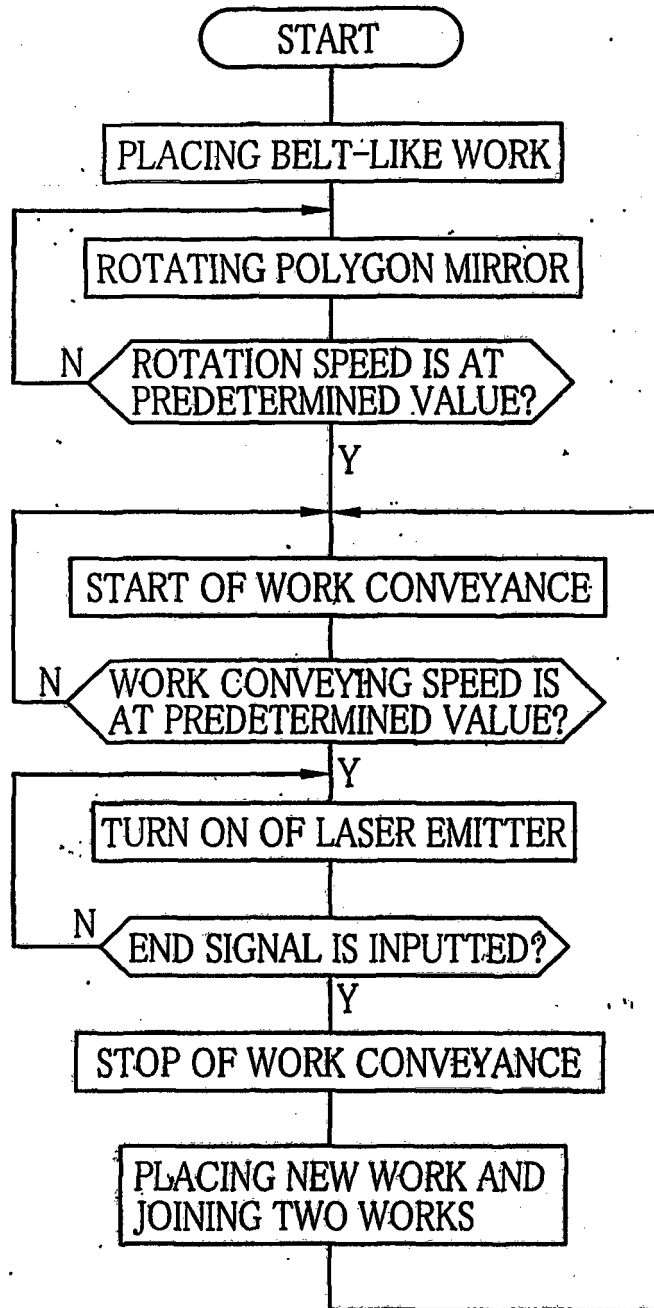 START
PLACING BELT-LIKE WORK
ROTATING POLYGON MIRROR
N
ROTATION SPEED IS AT
PREDETERMINED VALUE?
Y
START OF WORK CONVEYANCE
N
WORK CONVEYING SPEED IS
AT PREDETERMINED VALUE?
Y
TURN ON OF LASER EMITTER
N
END SIGNAL IS INPUTTED?
Y
STOP OF WORK CONVEYANCE
PLACING NEW WORK AND
JOINING TWO WORKS